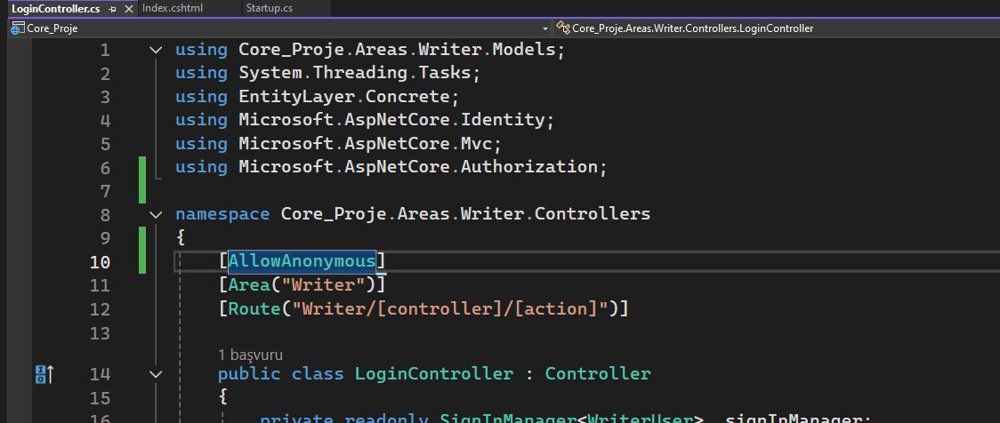 LoginController.cs Index.cshtml Startup.cs
Core_Proje Core_Proje.Areas.Writer.Controllers.LoginController
1 using Core_Proje.Areas.Writer.Models;
2 using System.Threading.Tasks;
3 using EntityLayer.Concrete;
4 using Microsoft.AspNetCore.Identity;
5 using Microsoft.AspNetCore.Mvc;
6 using Microsoft.AspNetCore.Authorization;
7
8 namespace Core_Proje.Areas.Writer.Controllers
9 {
10 [AllowAnonymous]
11 [Area("Writer")]
12 [Route("Writer/[controller]/[action]")]
13
1 başvuru
14 public class LoginController : Controller
15 {
16 private readonly SignInManager<WriterUser> _signInManager;